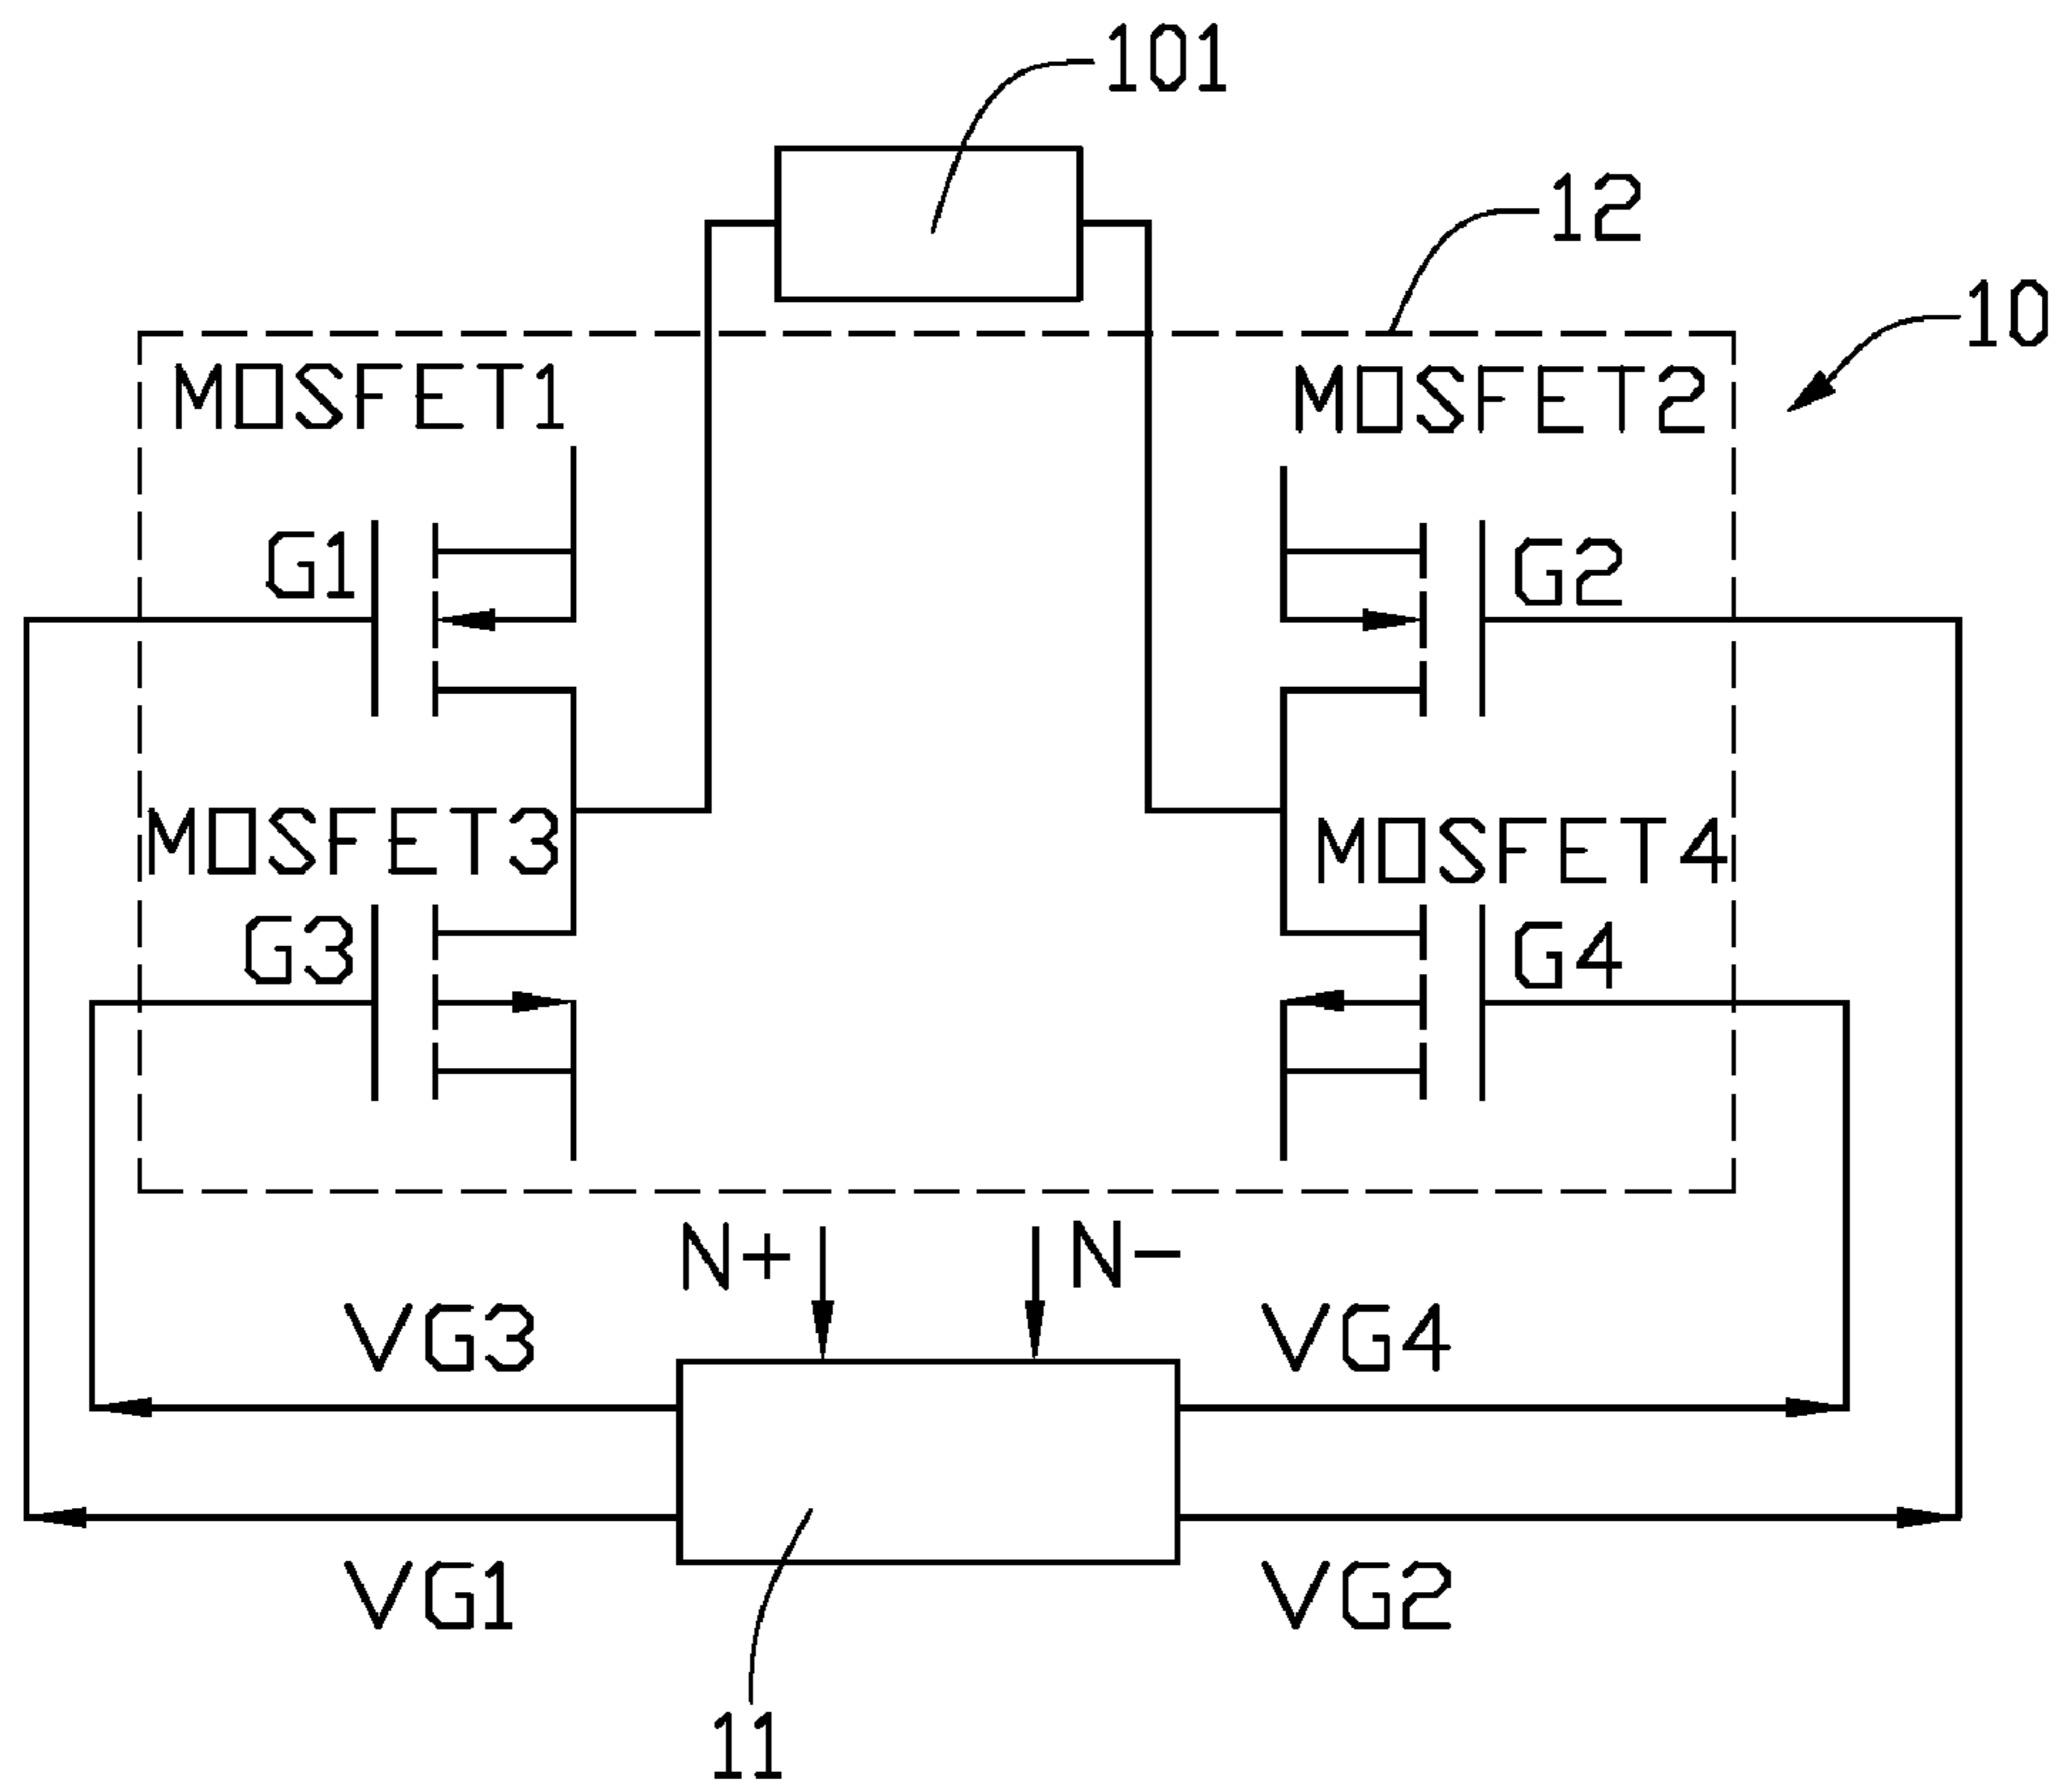 101
12
10
MOSFET1
MOSFET2
G1
G2
MOSFET3
MOSFET4
G3
G4
N+
N-
VG3
VG4
VG1
VG2
11